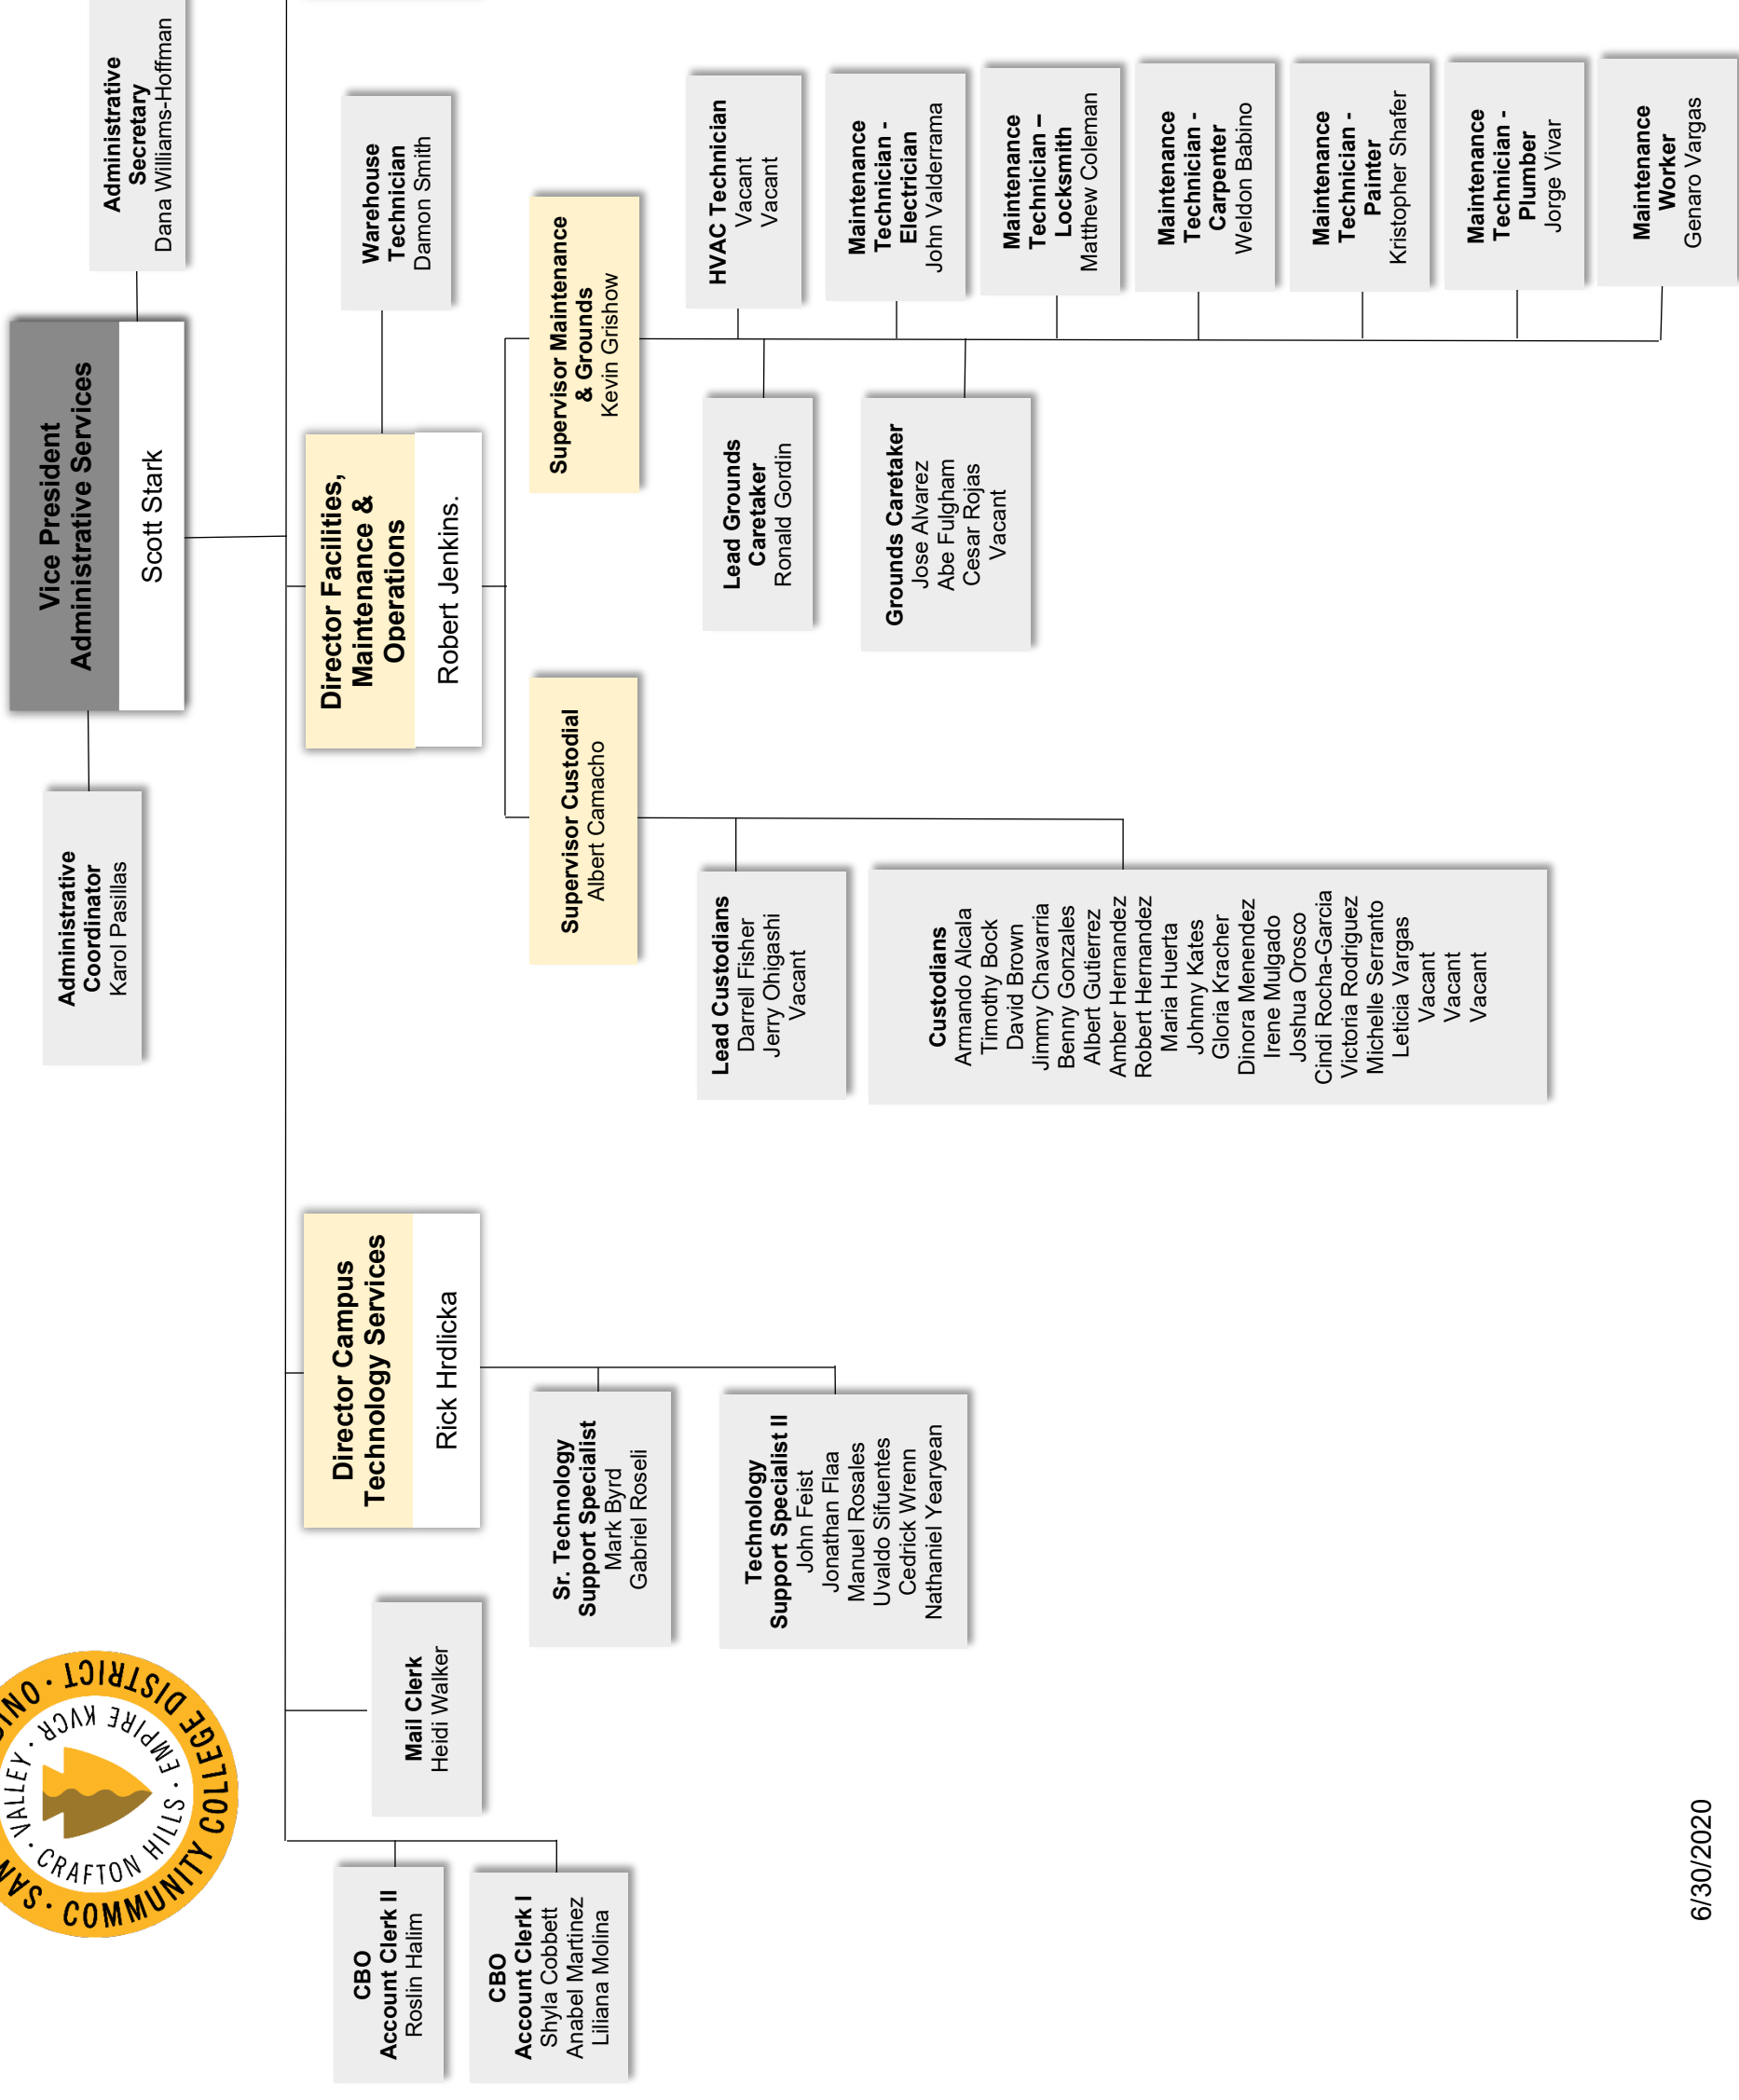 Vice President
Administrative Services
Scott Stark
Administrative
Coordinator
Karol Pasillas
Administrative
Secretary
Dana Williams-Hoffman
COMMUNITY COLLEGE DISTRICT
VALLEY · CRAFTON HILLS · EMPIRE KVCR
CBO
Account Clerk II
Roslin Halim
CBO
Account Clerk I
Shyla Cobbett
Anabel Martinez
Liliana Molina
Mail Clerk
Heidi Walker
Director Campus
Technology Services
Rick Hrdlicka
Sr. Technology
Support Specialist
Mark Byrd
Gabriel Roseli
Technology
Support Specialist II
John Feist
Jonathan Flaa
Manuel Rosales
Uvaldo Sifuentes
Cedrick Wrenn
Nathaniel Yearyean
Director Facilities,
Maintenance &
Operations
Robert Jenkins.
Warehouse
Technician
Damon Smith
Supervisor Custodial
Albert Camacho
Lead Custodians
Darrell Fisher
Jerry Ohigashi
Vacant
Custodians
Armando Alcala
Timothy Bock
David Brown
Jimmy Chavarria
Benny Gonzales
Albert Gutierrez
Amber Hernandez
Robert Hernandez
Maria Huerta
Johnny Kates
Gloria Kracher
Dinora Menendez
Irene Mulgado
Joshua Orosco
Cindi Rocha-Garcia
Victoria Rodriguez
Michelle Serranto
Leticia Vargas
Vacant
Vacant
Vacant
Supervisor Maintenance
& Grounds
Kevin Grishow
Lead Grounds
Caretaker
Ronald Gordin
Grounds Caretaker
Jose Alvarez
Abe Fulgham
Cesar Rojas
Vacant
HVAC Technician
Vacant
Vacant
Maintenance
Technician -
Electrician
John Valderrama
Maintenance
Technician –
Locksmith
Matthew Coleman
Maintenance
Technician -
Carpenter
Weldon Babino
Maintenance
Technician -
Painter
Kristopher Shafer
Maintenance
Technician -
Plumber
Jorge Vivar
Maintenance
Worker
Genaro Vargas
6/30/2020